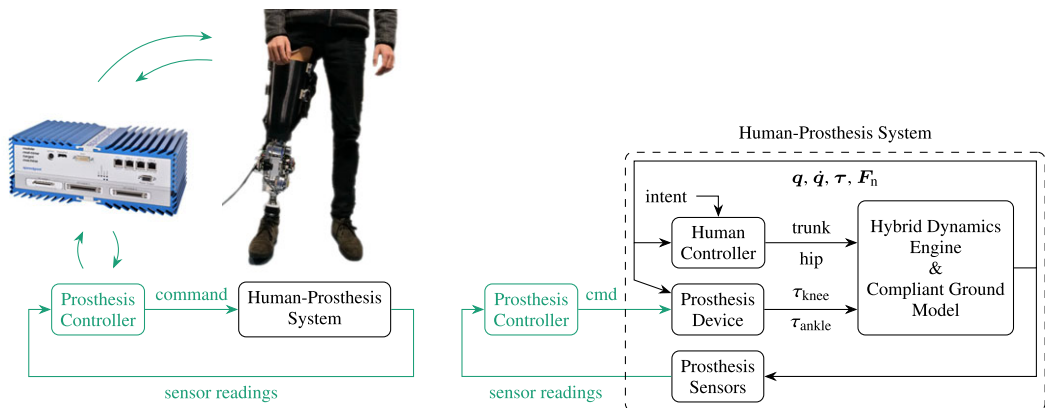 Prosthesis
Controller
command
Human-Prosthesis
System
sensor readings
Human-Prosthesis System
q, q̇, τ, Fn
intent
Human
Controller
trunk
hip
Hybrid Dynamics
Engine
&
Compliant Ground
Model
Prosthesis
Controller
cmd
Prosthesis
Device
τknee
τankle
Prosthesis
Sensors
sensor readings